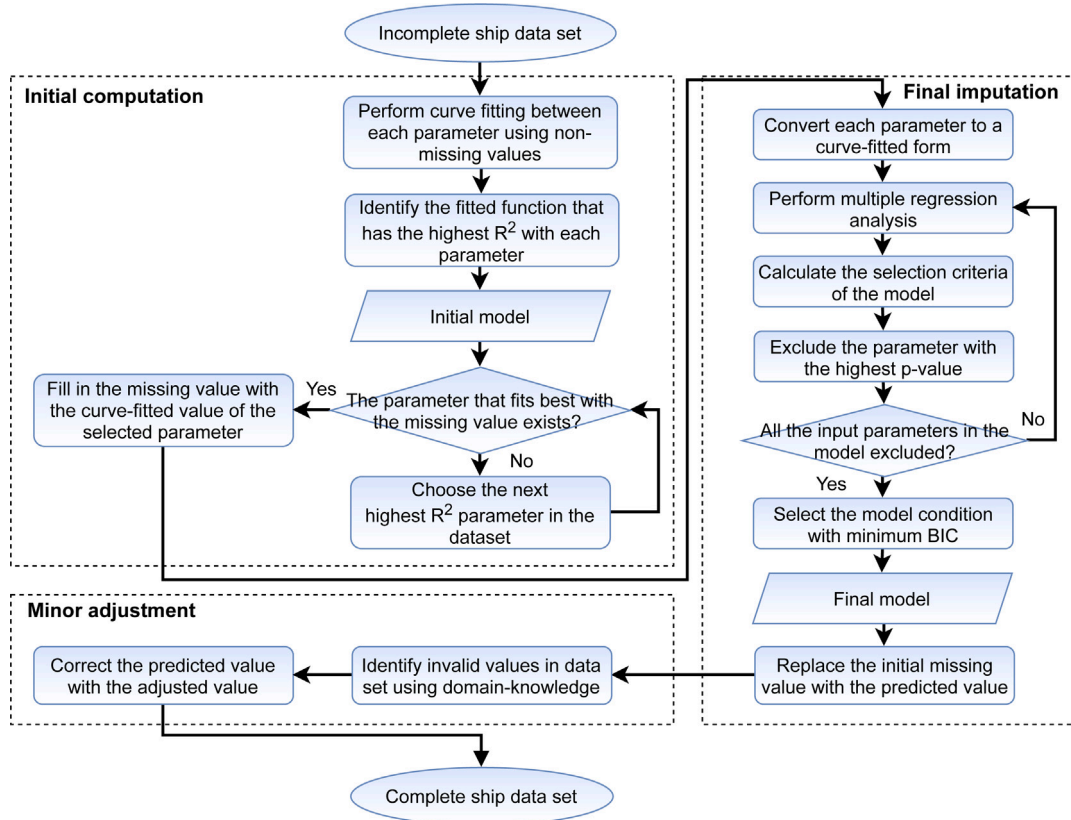 Incomplete ship data set
Initial computation
Perform curve fitting between
each parameter using non-
missing values
Identify the fitted function that
has the highest R² with each
parameter
Initial model
The parameter that fits best with
the missing value exists?
Yes
Fill in the missing value with
the curve-fitted value of the
selected parameter
No
Choose the next
highest R² parameter in the
dataset
Final imputation
Convert each parameter to a
curve-fitted form
Perform multiple regression
analysis
Calculate the selection criteria
of the model
Exclude the parameter with
the highest p-value
All the input parameters in the
model excluded?
No
Yes
Select the model condition
with minimum BIC
Final model
Replace the initial missing
value with the predicted value
Minor adjustment
Identify invalid values in data
set using domain-knowledge
Correct the predicted value
with the adjusted value
Complete ship data set